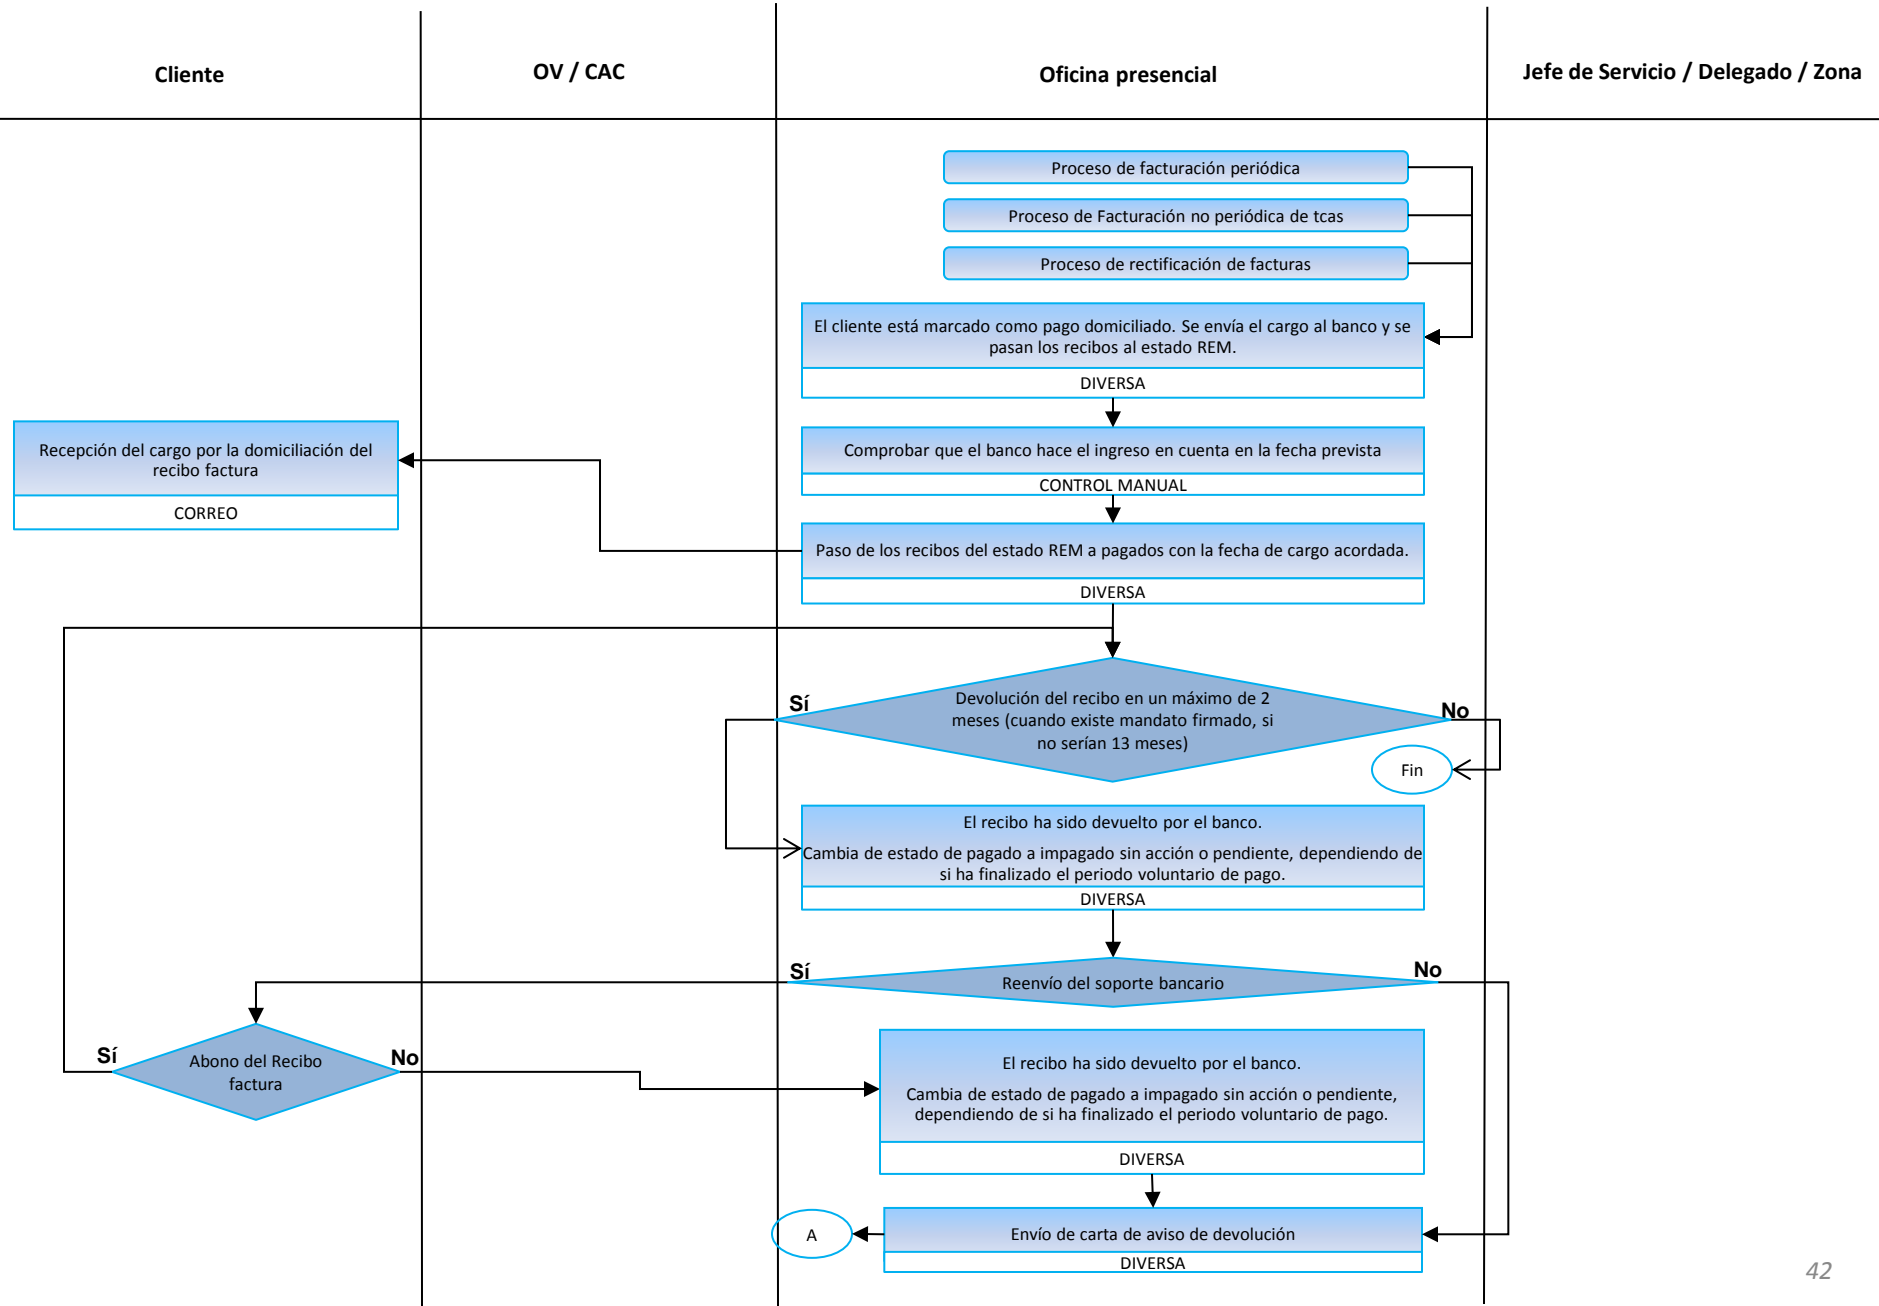 Cliente
OV / CAC
Oficina presencial
Jefe de Servicio / Delegado / Zona
Proceso de facturación periódica
Proceso de Facturación no periódica de tcas
Proceso de rectificación de facturas
El cliente está marcado como pago domiciliado. Se envía el cargo al banco y se
pasan los recibos al estado REM.
DIVERSA
Recepción del cargo por la domiciliación del
recibo factura
CORREO
Comprobar que el banco hace el ingreso en cuenta en la fecha prevista
CONTROL MANUAL
Paso de los recibos del estado REM a pagados con la fecha de cargo acordada.
DIVERSA
Sí
Devolución del recibo en un máximo de 2
meses (cuando existe mandato firmado, si
no serían 13 meses)
No
Fin
El recibo ha sido devuelto por el banco.
Cambia de estado de pagado a impagado sin acción o pendiente, dependiendo de
si ha finalizado el periodo voluntario de pago.
DIVERSA
Sí
Reenvío del soporte bancario
No
Sí
Abono del Recibo
factura
No
El recibo ha sido devuelto por el banco.
Cambia de estado de pagado a impagado sin acción o pendiente,
dependiendo de si ha finalizado el periodo voluntario de pago.
DIVERSA
A
Envío de carta de aviso de devolución
DIVERSA
42